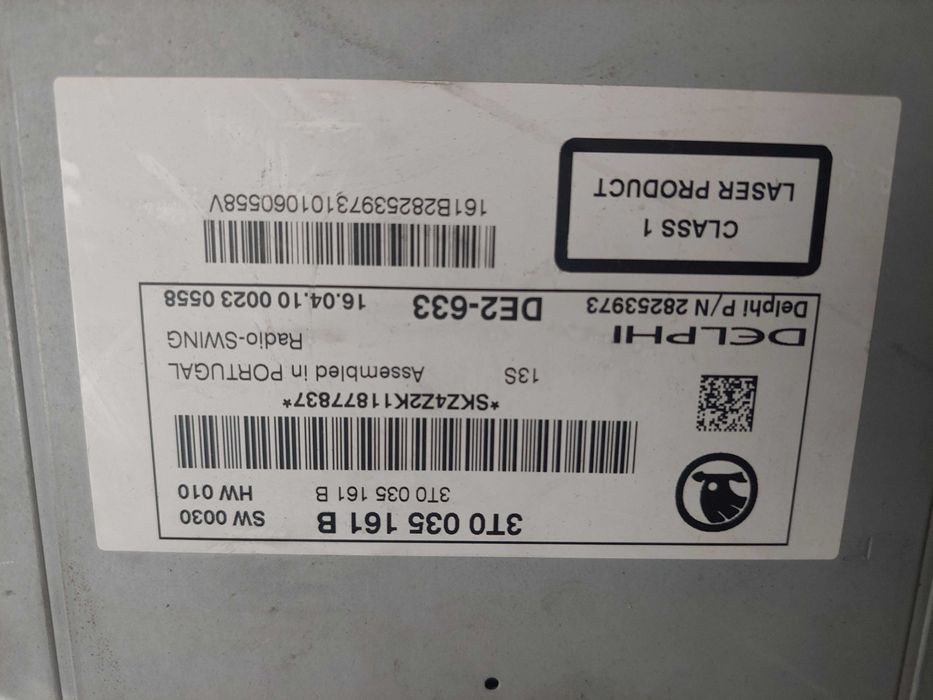 3T0 035 161 B SW 0030
3T0 035 161 B HW 010
*SKZ4Z2K11877837*
13S Assembled in PORTUGAL
DELPHI Radio-SWING
Delphi P/N 28253973 DE2-633 16.04.10 0023 0558
CLASS 1
LASER PRODUCT
161B28253973101060558V